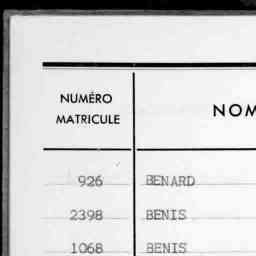 NUMÉRO
MATRICULE
NOM
926 BENARD
2398 BENIS
1068 BENIS